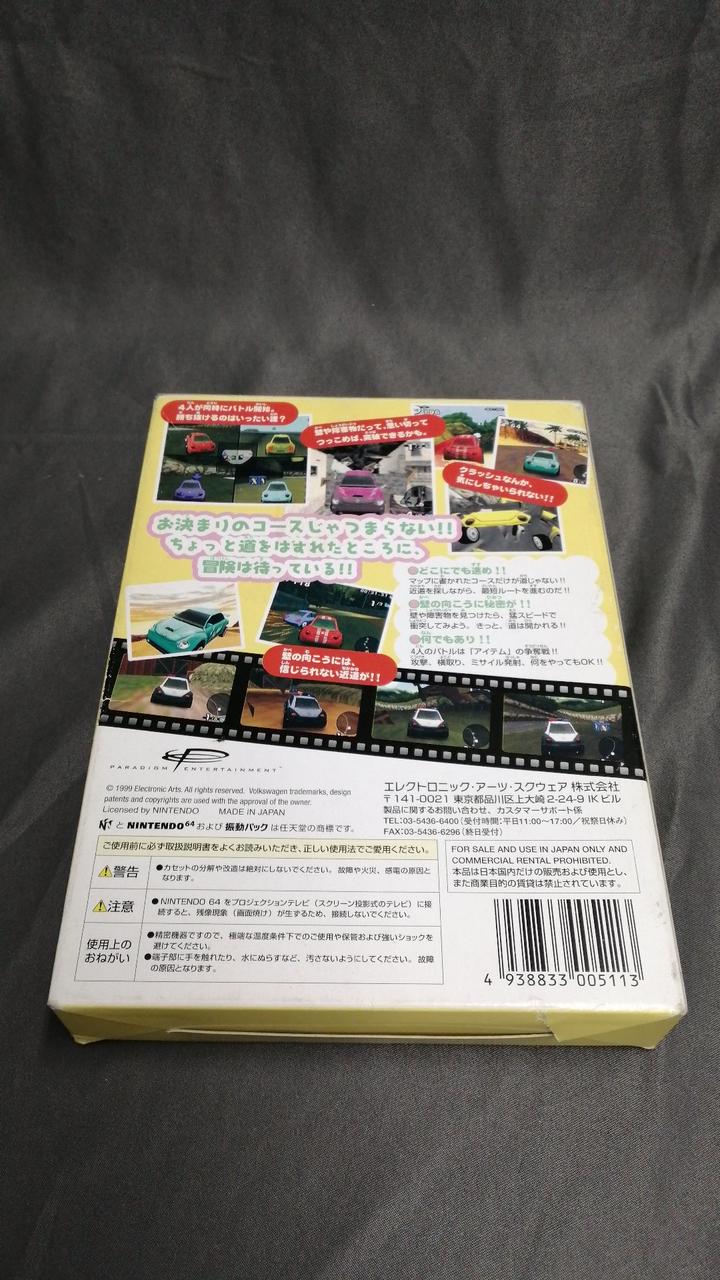 4人が同時にバトル開始。
勝ち抜けるのはいったい誰？
壁や障害物だって、思い切って
つっこめば、突破できるかも。
クラッシュなんか、
気にしちゃいられない!!
お決まりのコースじゃつまらない!!
ちょっと道をはずれたところに、
冒険は待っている!!
●どこにでも進め!!
マップに書かれたコースだけが道じゃない!!
近道を探しながら、最短ルートを進むのだ!!
●壁の向こうに秘密が!!
壁や障害物を見つけたら、猛スピードで
衝突してみよう。きっと、道は開かれる!!
●何でもあり!!
4人のバトルは「アイテム」の争奪戦!!
攻撃、横取り、ミサイル発射、何をやってもOK!!
壁の向こうには、
信じられない近道が!!
PARADIGM ENTERTAINMENT™
© 1999 Electronic Arts. All rights reserved. Volkswagen trademarks, design
patents and copyrights are used with the approval of the owner.
Licensed by NINTENDO MADE IN JAPAN
と NINTENDO64 および 振動パック は任天堂の商標です。
エレクトロニック・アーツ・スクウェア 株式会社
〒141-0021 東京都品川区上大崎2-24-9 IKビル
製品に関するお問い合わせ、カスタマーサポート係
TEL:03-5436-6400(受付時間:平日11:00〜17:00／祝祭日休み)
FAX:03-5436-6296(終日受付)
ご使用前に必ず取扱説明書をよくお読みいただき、正しい使用法でご愛用ください。
警告
●カセットの分解や改造は絶対にしないでください。故障や火災、感電の原因と
なります。
注意
●NINTENDO 64 をプロジェクションテレビ(スクリーン投影式のテレビ)に接
続すると、残像現象(画面焼け)が生ずるため、接続しないでください。
使用上の
おねがい
●精密機器ですので、極端な温度条件下でのご使用や保管および強いショックを
避けてください。
●端子部に手を触れたり、水にぬらすなど、汚さないようにしてください。故障
の原因となります。
FOR SALE AND USE IN JAPAN ONLY AND
COMMERCIAL RENTAL PROHIBITED.
本品は日本国内だけの販売および使用とし、
また商業目的の賃貸は禁止されています。
4 938833 005113